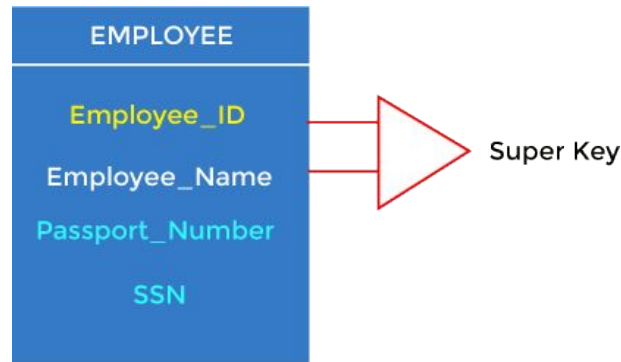 EMPLOYEE
Employee_ID
Employee_Name
Super Key
Passport_Number
SSN